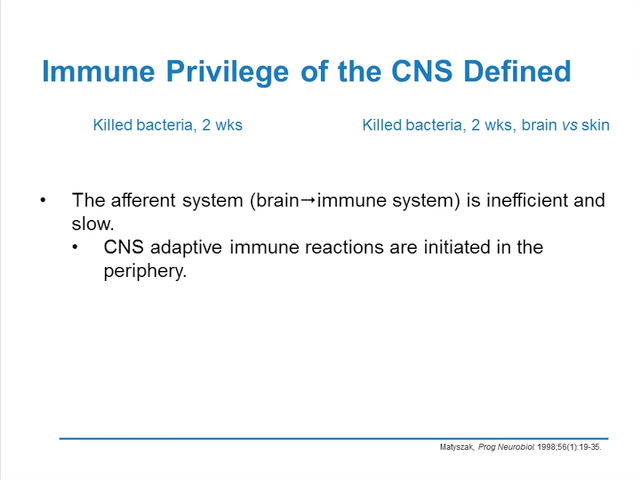 Immune Privilege of the CNS Defined
Killed bacteria, 2 wks
Killed bacteria, 2 wks, brain vs skin
• The afferent system (brain→immune system) is inefficient and
slow.
• CNS adaptive immune reactions are initiated in the
periphery.
Matyszak, Prog Neurobiol. 1998;56(1):19-35.